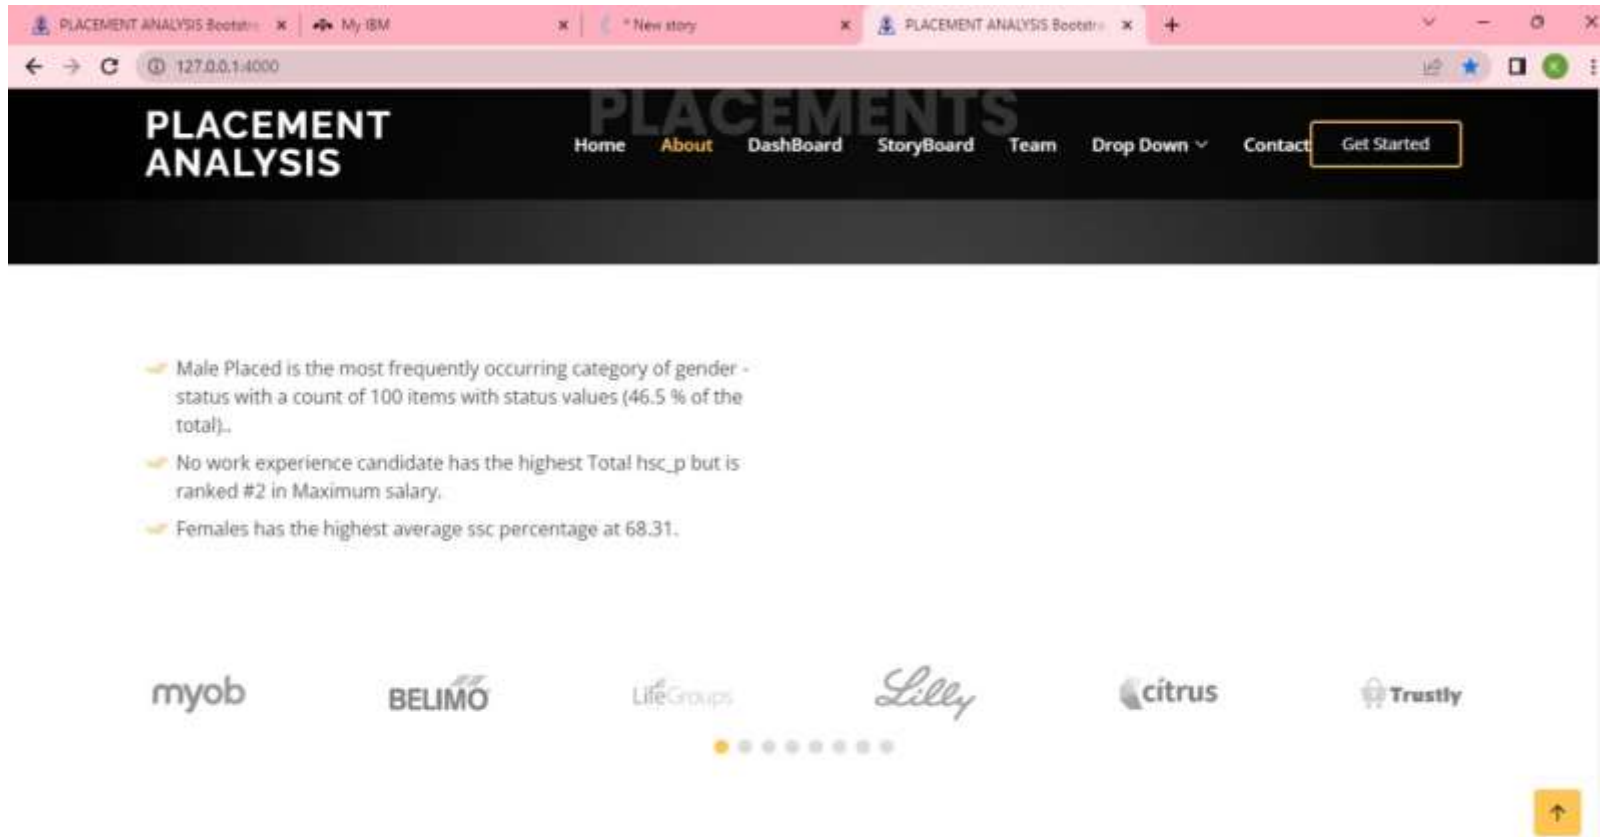 PLACEMENT ANALYSIS Bootstr
My IBM
* New story
PLACEMENT ANALYSIS Bootstr
127.0.0.1:4000
PLACEMENTS
PLACEMENT
ANALYSIS
Home About DashBoard StoryBoard Team Drop Down Contact Get Started
Male Placed is the most frequently occurring category of gender -
status with a count of 100 items with status values (46.5 % of the
total)..
No work experience candidate has the highest Total hsc_p but is
ranked #2 in Maximum salary.
Females has the highest average ssc percentage at 68.31.
myob BELIMO LifeGroups Lilly citrus Trustly